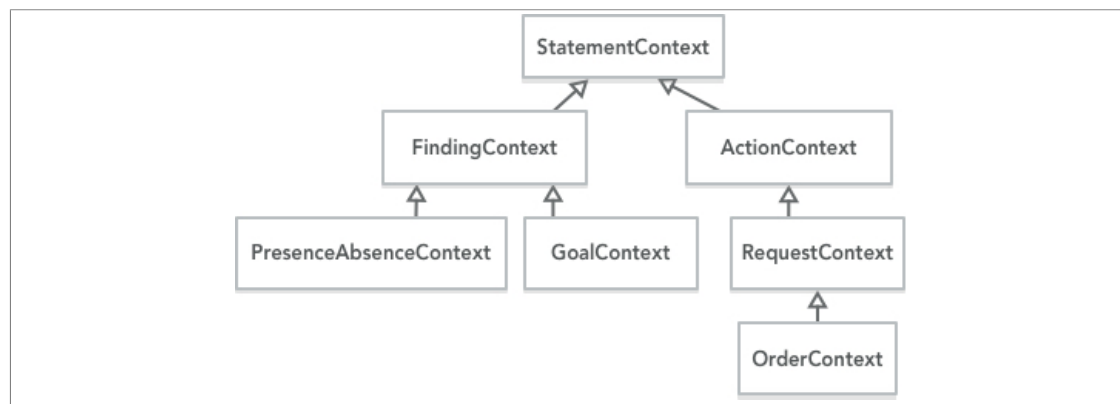 StatementContext
FindingContext
ActionContext
PresenceAbsenceContext
GoalContext
RequestContext
OrderContext